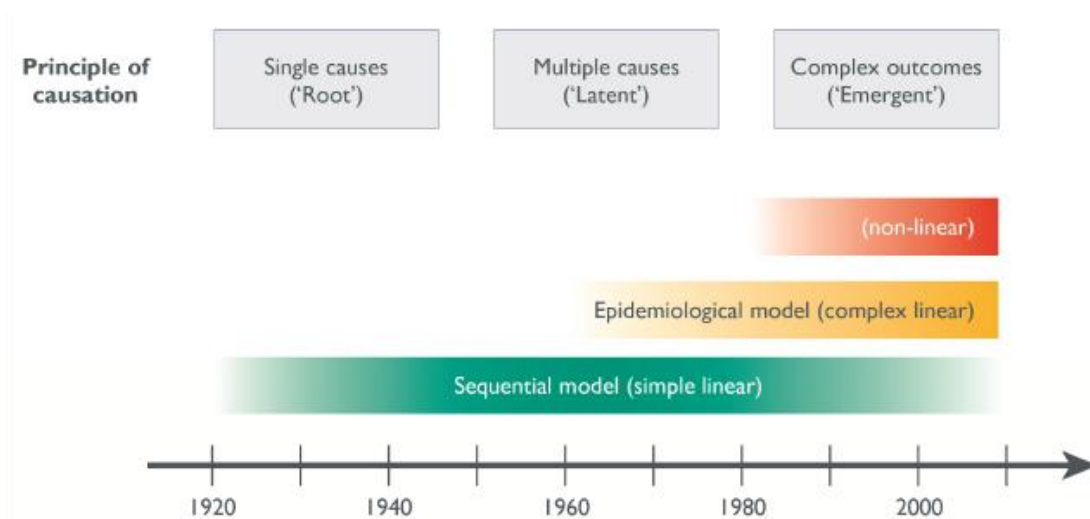 Principle of
causation
Single causes
(‘Root’)
Multiple causes
(‘Latent’)
Complex outcomes
(‘Emergent’)
(non-linear)
Epidemiological model (complex linear)
Sequential model (simple linear)
1920
1940
1960
1980
2000